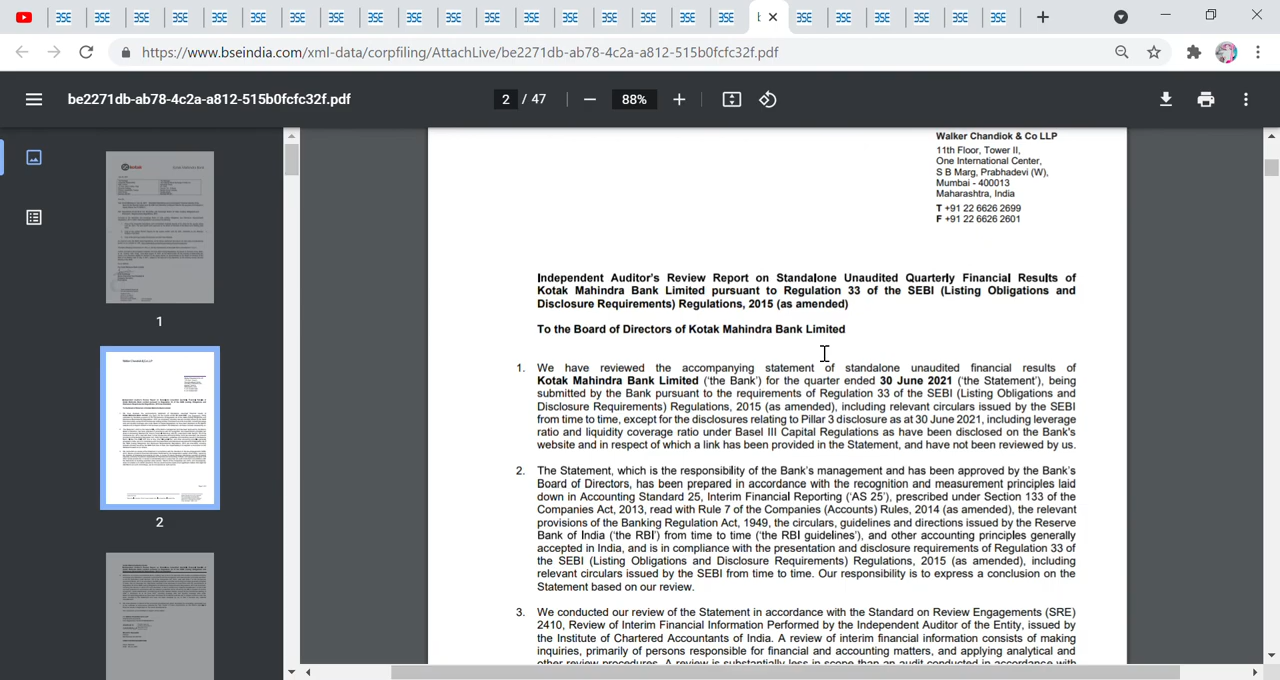 https://www.bseindia.com/xml-data/corpfiling/AttachLive/be2271db-ab78-4c2a-a812-515b0fcfc32f.pdf
be2271db-ab78-4c2a-a812-515b0fcfc32f.pdf
2 / 47
88%
1
2
Walker Chandiok & Co LLP
11th Floor, Tower II,
One International Center,
S B Marg, Prabhadevi (W),
Mumbai - 400013
Maharashtra, India
T +91 22 6626 2699
F +91 22 6626 2601
Independent Auditor's Review Report on Standalone Unaudited Quarterly Financial Results of
Kotak Mahindra Bank Limited pursuant to Regulation 33 of the SEBI (Listing Obligations and
Disclosure Requirements) Regulations, 2015 (as amended)
To the Board of Directors of Kotak Mahindra Bank Limited
1. We have reviewed the accompanying statement of standalone unaudited financial results of
Kotak Mahindra Bank Limited ('the Bank') for the quarter ended 30 June 2021 ('the Statement'), being
submitted by the Bank pursuant to the requirements of Regulation 33 of the SEBI (Listing Obligations and
Disclosure Requirements) Regulations, 2015 (as amended), including relevant circulars issued by the SEBI
from time to time, except for the disclosures relating to Pillar 3 disclosure as at 30 June 2021, including leverage
ratio and liquidity coverage ratio under Basel III Capital Regulations as have been disclosed on the Bank's
website and in respect of which a link has been provided in the Statement, and have not been reviewed by us.
2. The Statement, which is the responsibility of the Bank's management and has been approved by the Bank's
Board of Directors, has been prepared in accordance with the recognition and measurement principles laid
down in Accounting Standard 25, Interim Financial Reporting ('AS 25'), prescribed under Section 133 of the
Companies Act, 2013, read with Rule 7 of the Companies (Accounts) Rules, 2014 (as amended), the relevant
provisions of the Banking Regulation Act, 1949, the circulars, guidelines and directions issued by the Reserve
Bank of India ('the RBI') from time to time ('the RBI guidelines'), and other accounting principles generally
accepted in India, and is in compliance with the presentation and disclosure requirements of Regulation 33 of
the SEBI (Listing Obligations and Disclosure Requirements) Regulations, 2015 (as amended), including
relevant circulars issued by the SEBI from time to time. Our responsibility is to express a conclusion on the
Statement based on our review.
3. We conducted our review of the Statement in accordance with the Standard on Review Engagements (SRE)
2410, Review of Interim Financial Information Performed by the Independent Auditor of the Entity, issued by
the Institute of Chartered Accountants of India. A review of interim financial information consists of making
inquiries, primarily of persons responsible for financial and accounting matters, and applying analytical and
other review procedures. A review is substantially less in scope than an audit conducted in accordance with